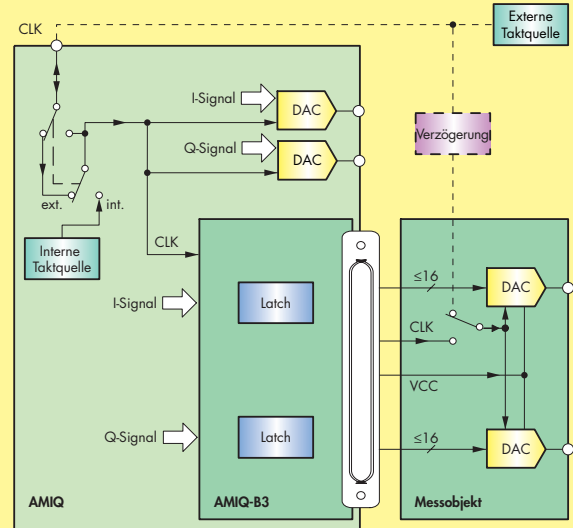 CLK
Externe
Taktquelle
I-Signal
DAC
Q-Signal
DAC
Verzögerung
ext.
int.
Interne
Taktquelle
CLK
I-Signal
Latch
≤16
DAC
CLK
VCC
Q-Signal
Latch
≤16
DAC
AMIQ
AMIQ-B3
Messobjekt